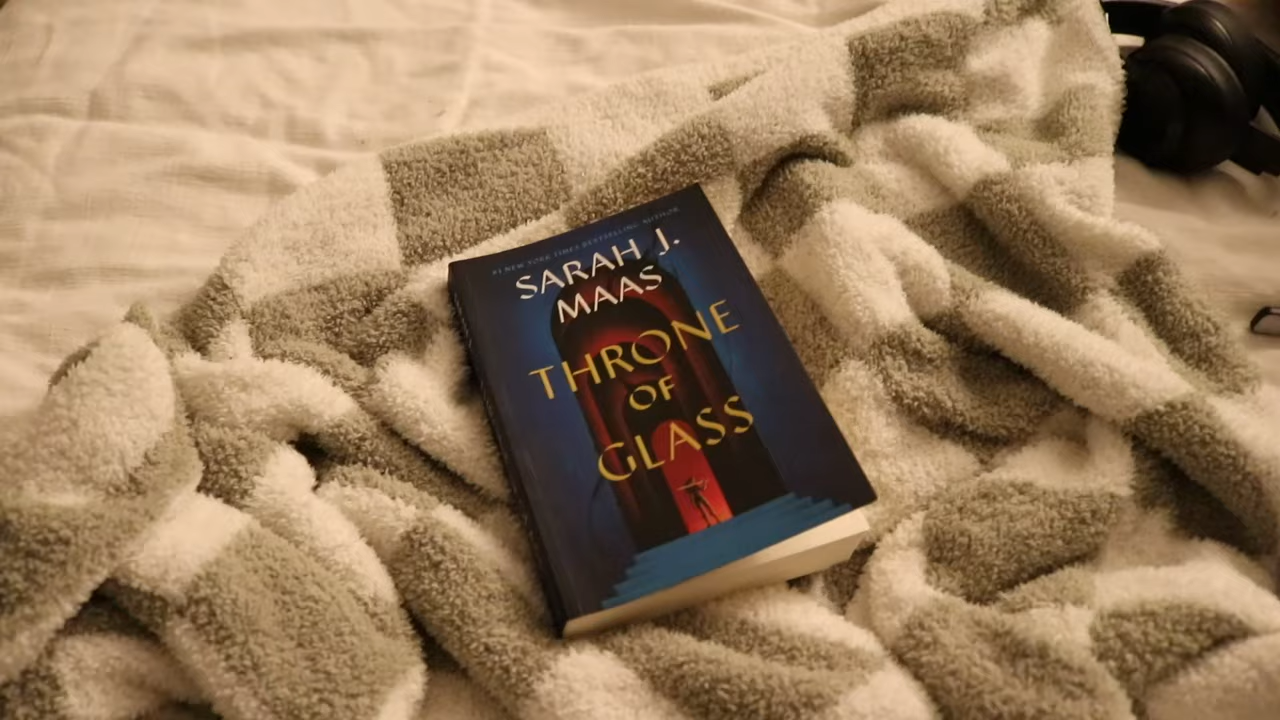 #1 NEW YORK TIMES BESTSELLING AUTHOR
SARAH J.
MAAS
THRONE
OF
GLASS